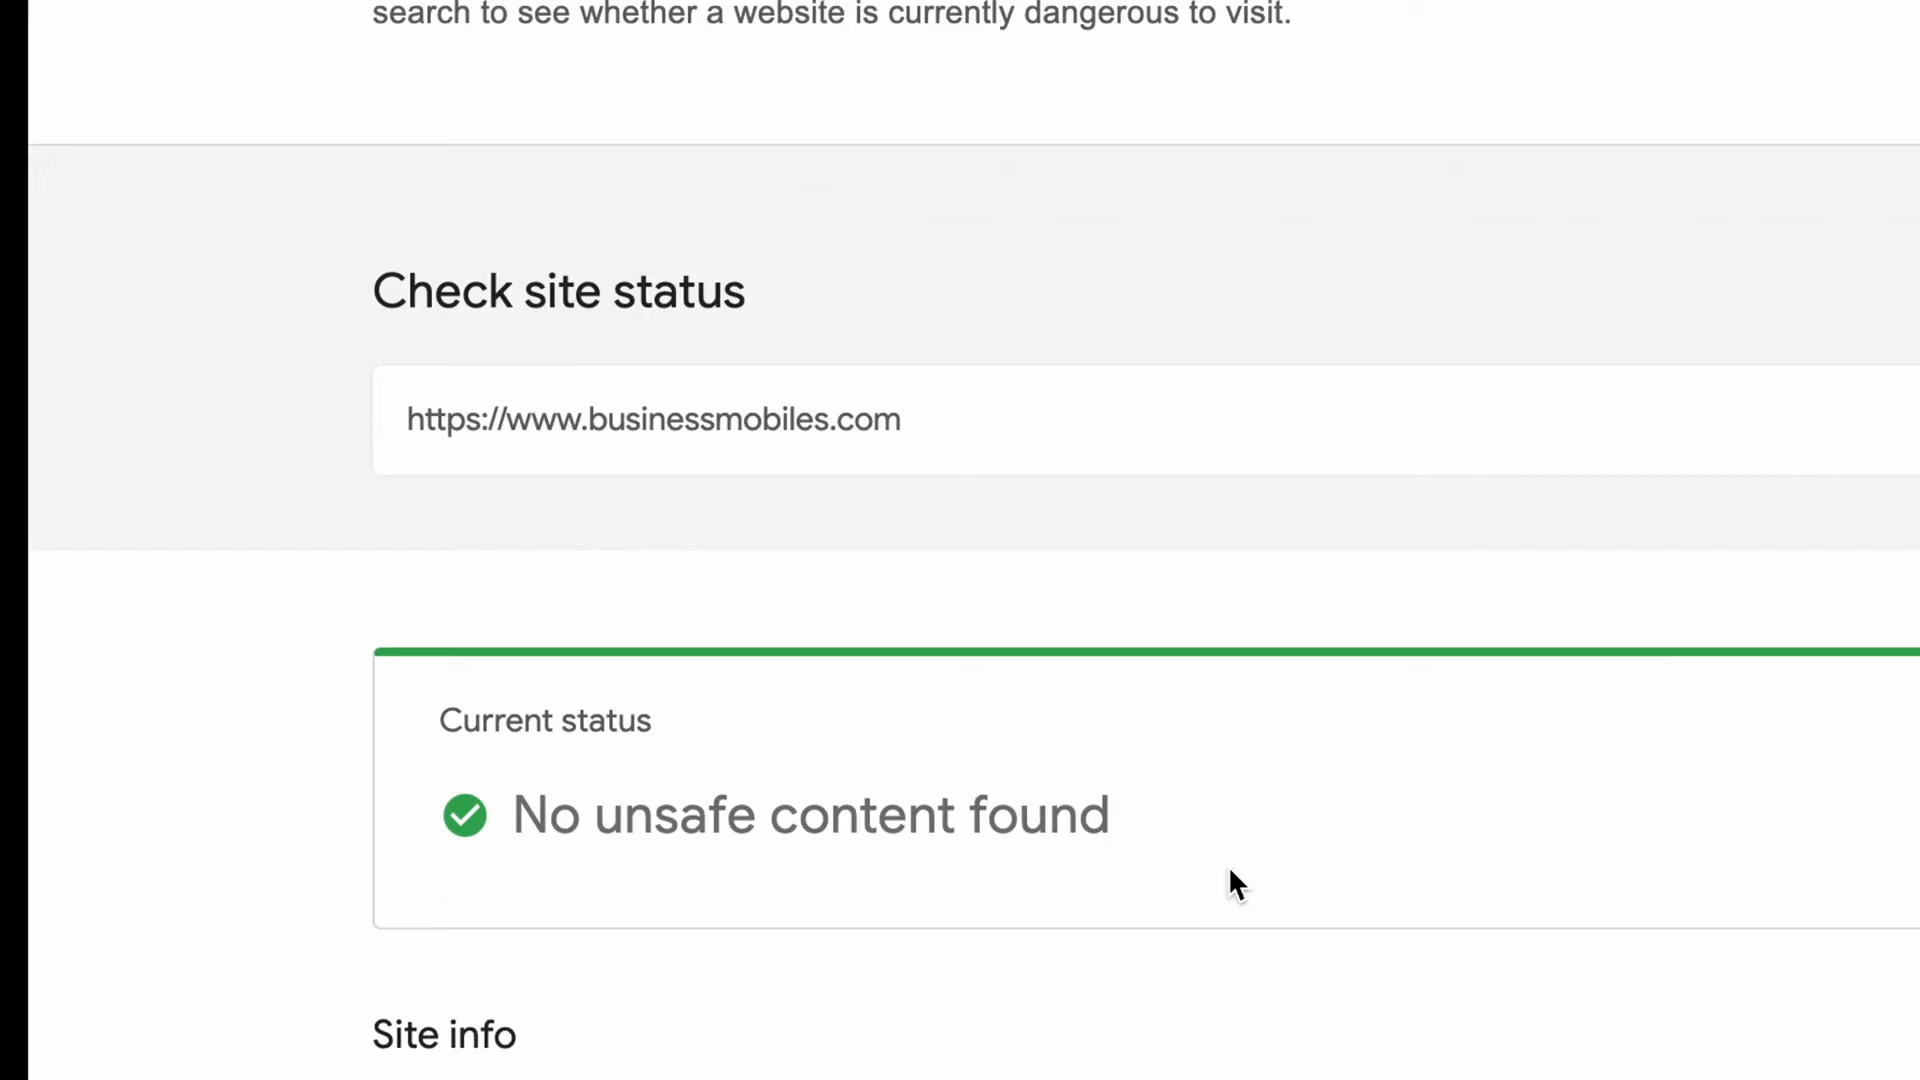 search to see whether a website is currently dangerous to visit.
Check site status
https://www.businessmobiles.com
Current status
No unsafe content found
Site info